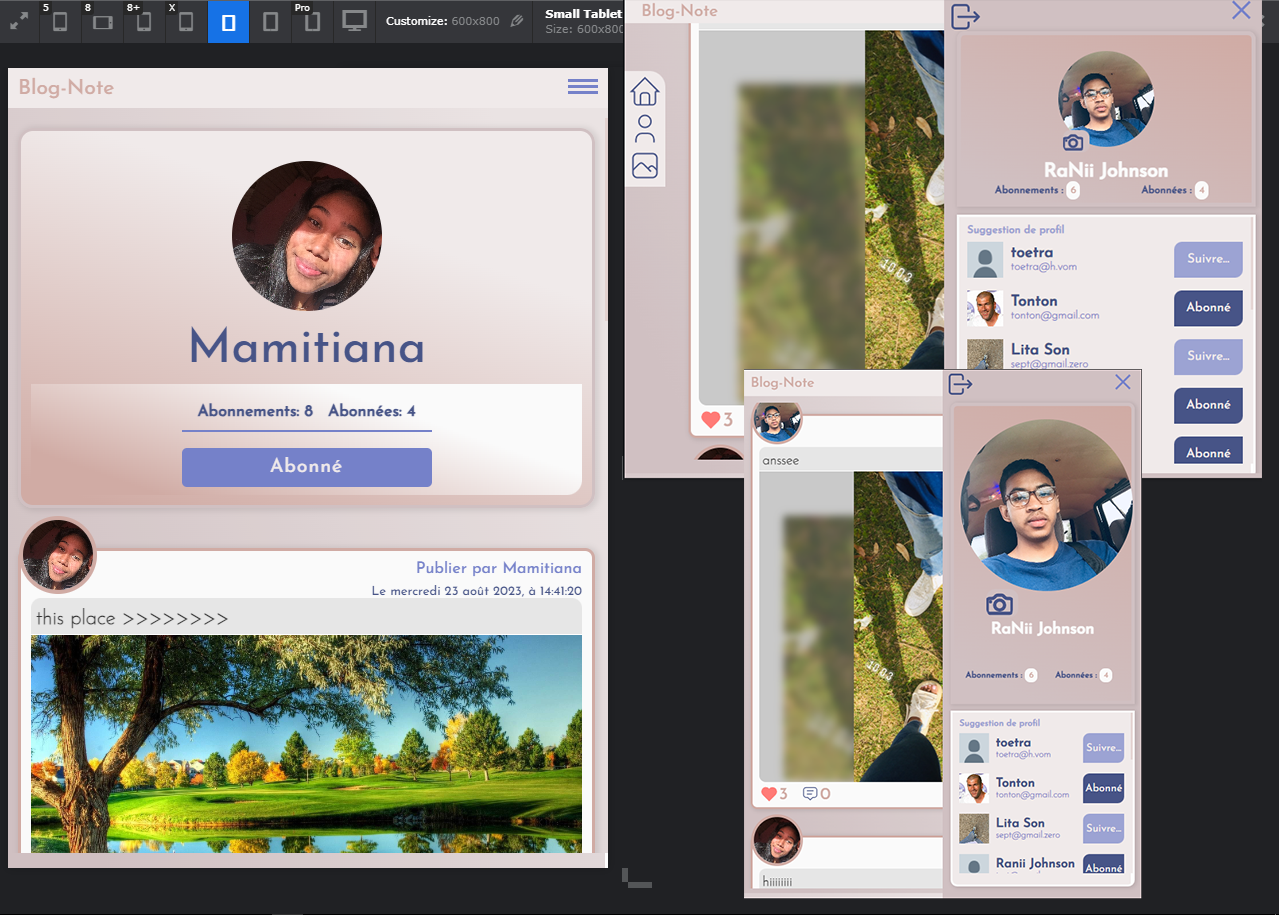 5
8
8+
X
Pro
Customize: 600x800
Small Tablet
Size: 600x800
Blog-Note
Mamitiana
Abonnements: 8 Abonnées: 4
Abonné
Publier par Mamitiana
Le mercredi 23 août 2023, à 14:41:20
this place >>>>>>>>
Blog-Note
1003
3
RaNii Johnson
Abonnements : 6
Abonnées : 4
Suggestion de profil
toetra
toetra@h.vom
Suivre...
Tonton
tonton@gmail.com
Abonné
Lita Son
sept@gmail.zero
Suivre...
Abonné
Abonné
Blog-Note
anssee
1003
3
0
hiiiiiiii
RaNii Johnson
Abonnements : 6
Abonnées : 4
Suggestion de profil
toetra
toetra@h.vom
Suivre...
Tonton
tonton@gmail.com
Abonné
Lita Son
sept@gmail.zero
Suivre...
Ranii Johnson
Abonné